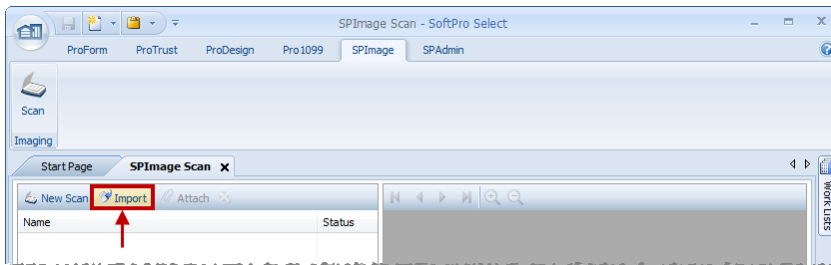 SPImage Scan - SoftPro Select
ProForm ProTrust ProDesign Pro1099 SPImage SPAdmin
Scan
Imaging
Start Page SPImage Scan
New Scan Import Attach
Name Status
Work Lists